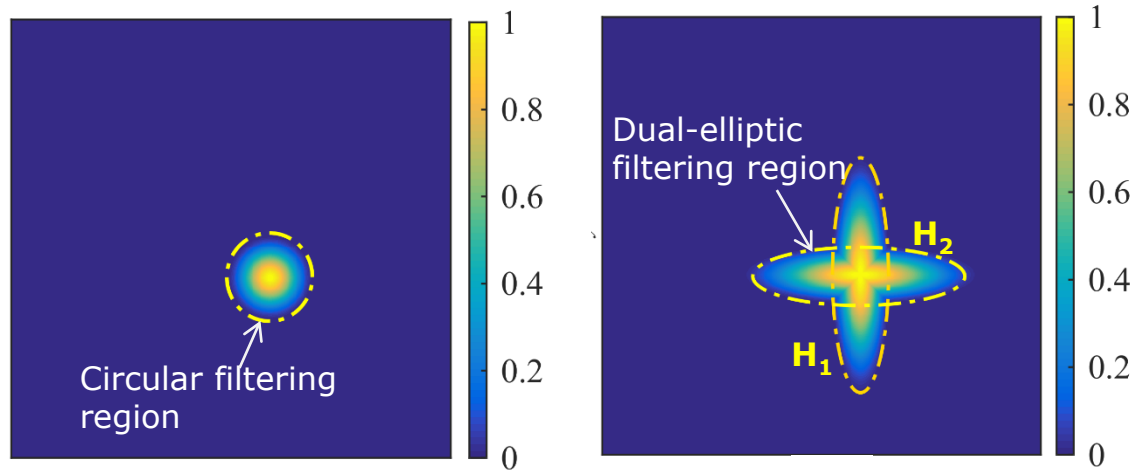 1
0.8
0.6
0.4
0.2
0
Circular filtering
region
1
0.8
0.6
0.4
0.2
0
Dual-elliptic
filtering region
H2
H1